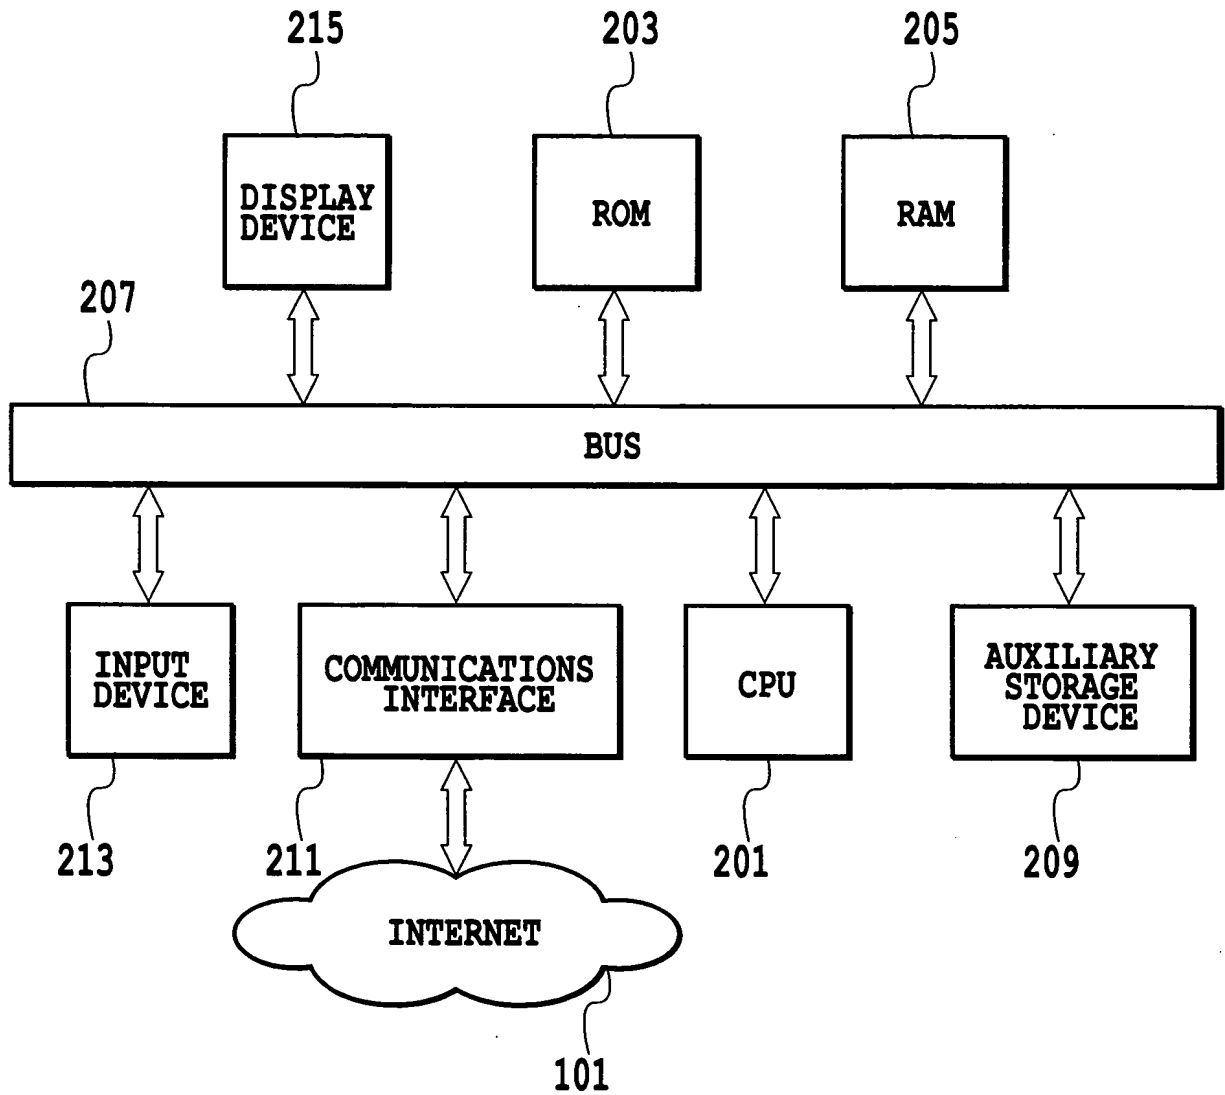 215
203
205
DISPLAY
DEVICE
ROM
RAM
207
BUS
INPUT
DEVICE
COMMUNICATIONS
INTERFACE
CPU
AUXILIARY
STORAGE
DEVICE
213
211
201
209
INTERNET
101